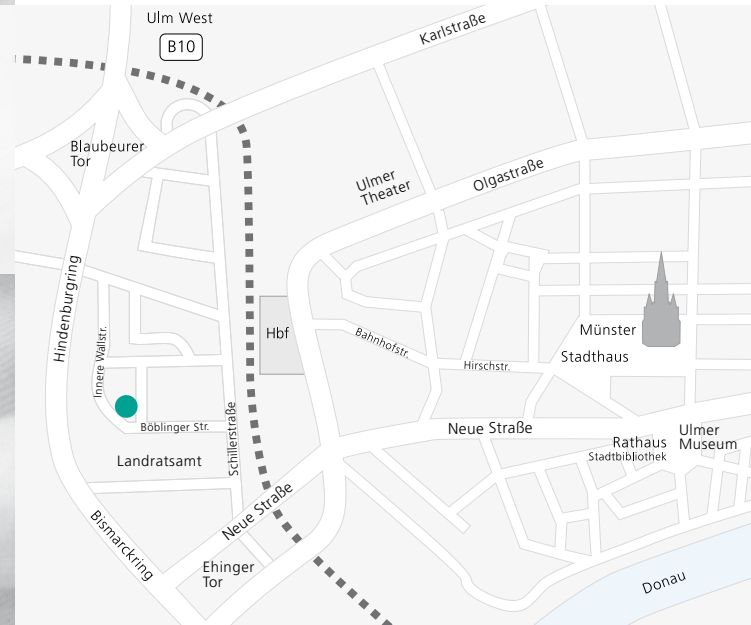 Ulm West
B10
Karlstraße
Blaubeurer
Tor
Ulmer
Theater
Olgastraße
Hindenburgring
Innere Wallstr.
Hbf
Bahnhofstr.
Hirschstr.
Münster
Stadthaus
Böblinger Str.
Schillerstraße
Neue Straße
Rathaus
Stadtbibliothek
Ulmer
Museum
Landratsamt
Bismarckring
Neue Straße
Ehinger
Tor
Donau